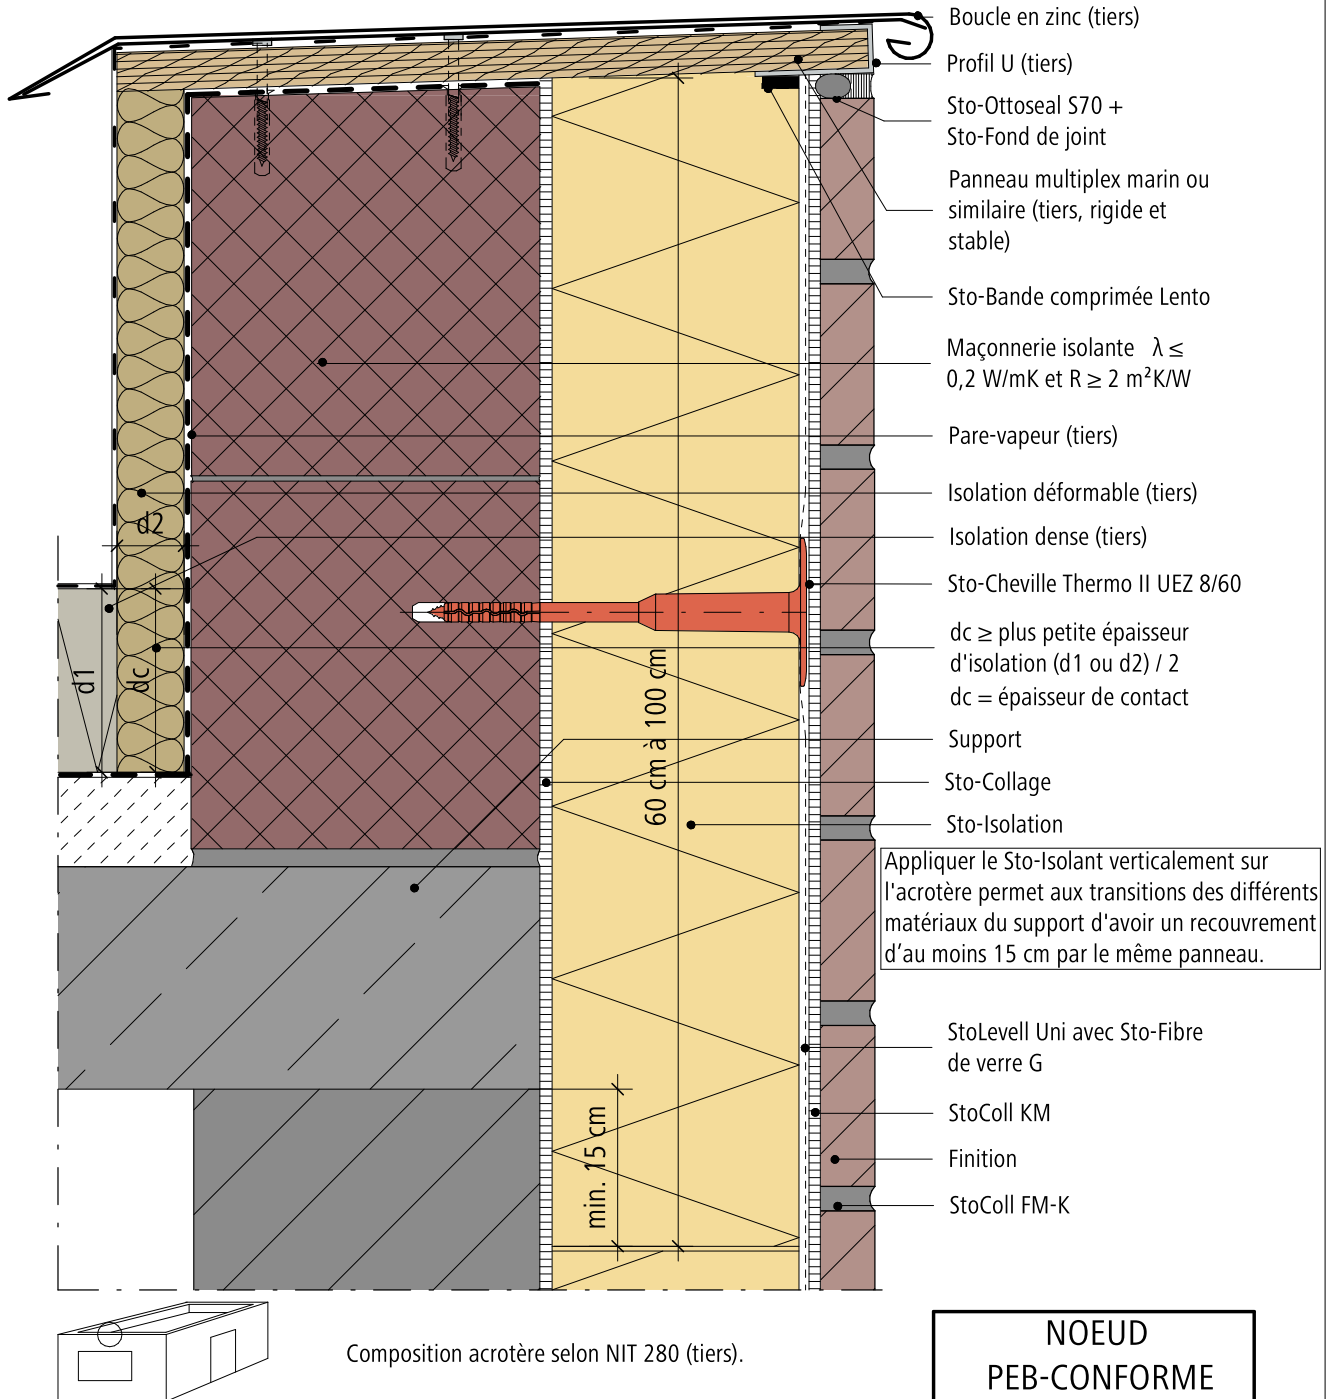 Boucle en zinc (tiers)
Profil U (tiers)
Sto-Ottoseal S70 +
Sto-Fond de joint
Panneau multiplex marin ou
similaire (tiers, rigide et
stable)
Sto-Bande comprimée Lento
Maçonnerie isolante λ ≤
0,2 W/mK et R ≥ 2 m²K/W
Pare-vapeur (tiers)
Isolation déformable (tiers)
d2
Isolation dense (tiers)
Sto-Cheville Thermo II UEZ 8/60
dc ≥ plus petite épaisseur
d'isolation (d1 ou d2) / 2
dc = épaisseur de contact
d1
dc
60 cm à 100 cm
Support
Sto-Collage
Sto-Isolation
Appliquer le Sto-Isolant verticalement sur
l'acrotère permet aux transitions des différents
matériaux du support d'avoir un recouvrement
d’au moins 15 cm par le même panneau.
StoLevell Uni avec Sto-Fibre
de verre G
StoColl KM
min. 15 cm
Finition
StoColl FM-K
Composition acrotère selon NIT 280 (tiers).
NOEUD
PEB-CONFORME